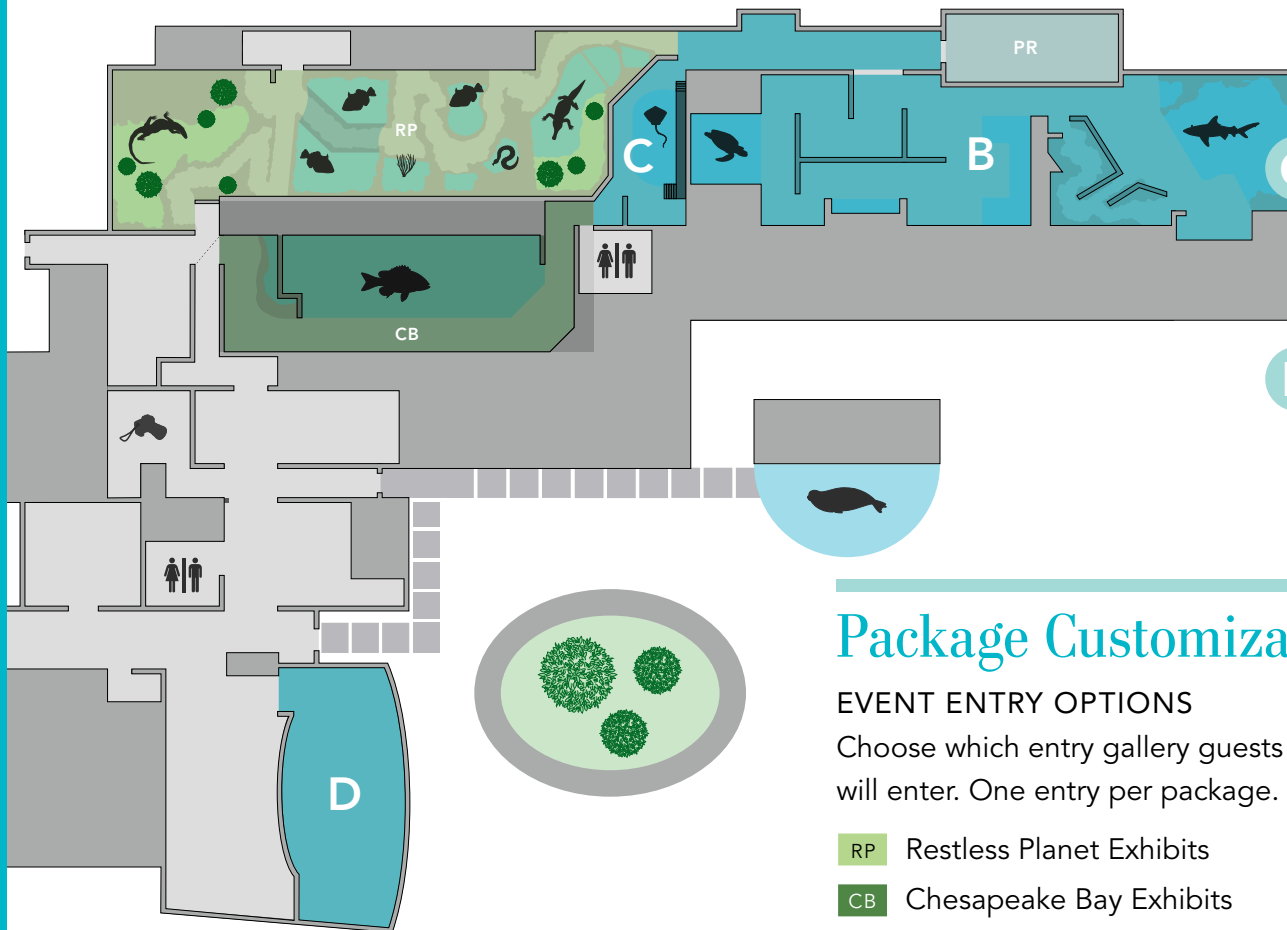 PR
RP
C
B
CB
D
Package
EVENT ENTRY OPTIONS
Choose which entry gallery guests
will enter. One entry per package.
RP Restless Planet Exhibits
CB Chesapeake Bay Exhibits